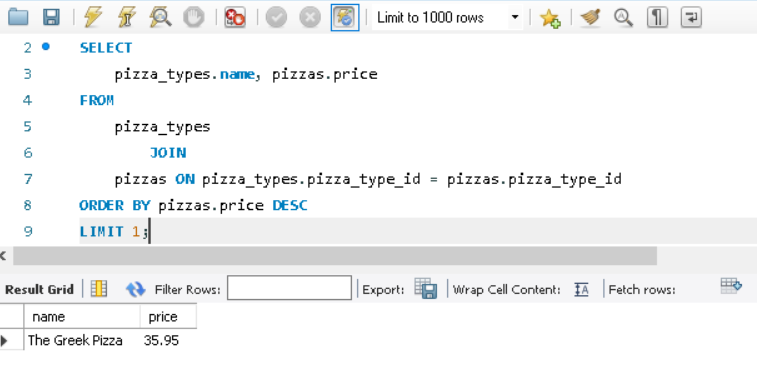 Limit to 1000 rows
2 SELECT
3 pizza_types.name, pizzas.price
4 FROM
5 pizza_types
6 JOIN
7 pizzas ON pizza_types.pizza_type_id = pizzas.pizza_type_id
8 ORDER BY pizzas.price DESC
9 LIMIT 1;
Result Grid Filter Rows: Export: Wrap Cell Content: IA Fetch rows:
name price
The Greek Pizza 35.95